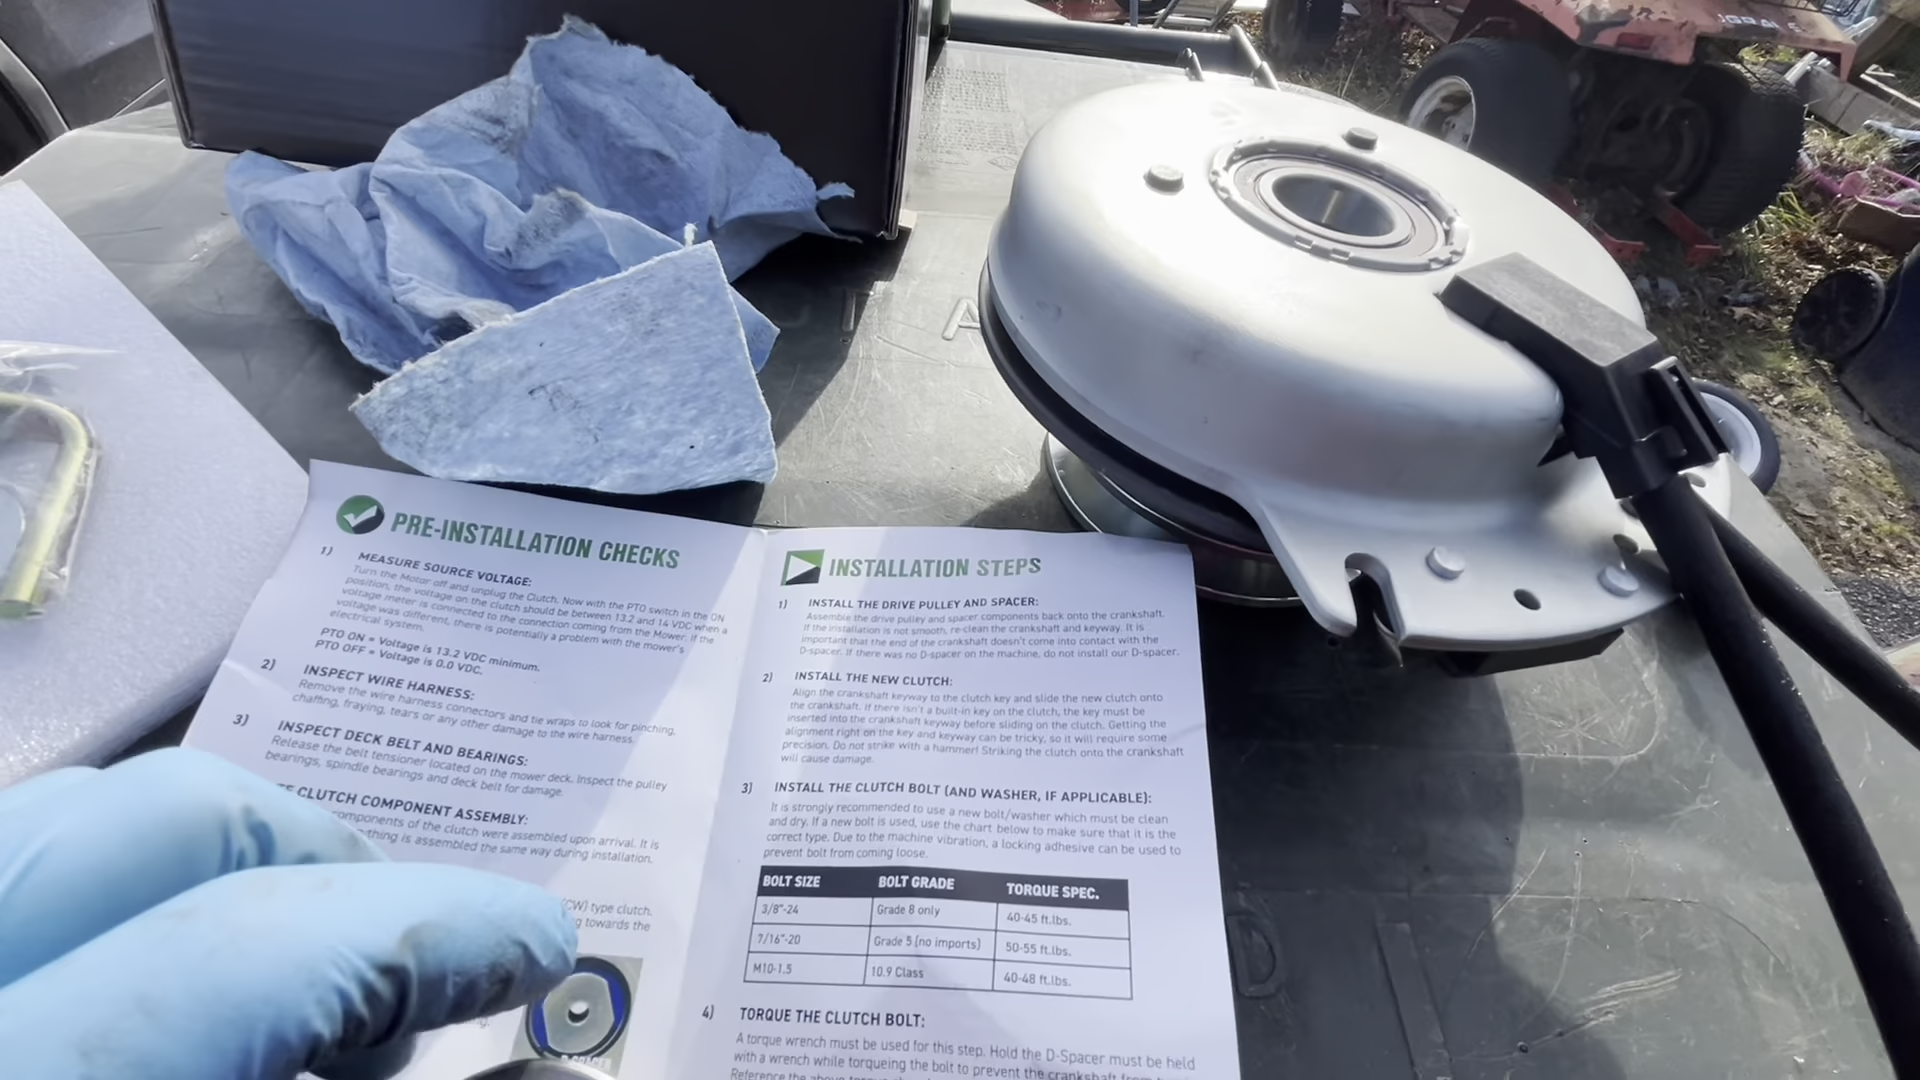 PRE-INSTALLATION CHECKS
1) MEASURE SOURCE VOLTAGE:
Turn the Motor off and unplug the Clutch. Now with the PTO switch in the ON
position, the voltage on the clutch should be between 13.2 and 14 VDC when a
voltage meter is connected to the connection coming from the Mower. If the
voltage was different, there is potentially a problem with the mower's
electrical system.
PTO ON = Voltage is 13.2 VDC minimum.
PTO OFF = Voltage is 0.0 VDC.
2) INSPECT WIRE HARNESS:
Remove the wire harness connectors and tie wraps to look for pinching,
chaffing, fraying, tears or any other damage to the wire harness.
3) INSPECT DECK BELT AND BEARINGS:
Release the belt tensioner located on the mower deck. Inspect the pulley
bearings, spindle bearings and deck belt for damage.
CLUTCH COMPONENT ASSEMBLY:
components of the clutch were assembled upon arrival. It is
thing is assembled the same way during installation.
(CW) type clutch.
towards the
D-SPACER
INSTALLATION STEPS
1) INSTALL THE DRIVE PULLEY AND SPACER:
Assemble the drive pulley and spacer components back onto the crankshaft.
If the installation is not smooth, re-clean the crankshaft and keyway. It is
important that the end of the crankshaft doesn't come into contact with the
D-spacer. If there was no D-spacer on the machine, do not install our D-spacer.
2) INSTALL THE NEW CLUTCH:
Align the crankshaft keyway to the clutch key and slide the new clutch onto
the crankshaft. If there isn't a built-in key on the clutch, the key must be
inserted into the crankshaft keyway before sliding on the clutch. Getting the
alignment right on the key and keyway can be tricky, so it will require some
precision. Do not strike with a hammer! Striking the clutch onto the crankshaft
will cause damage.
3) INSTALL THE CLUTCH BOLT (AND WASHER, IF APPLICABLE):
It is strongly recommended to use a new bolt/washer which must be clean
and dry. If a new bolt is used, use the chart below to make sure that it is the
correct type. Due to the machine vibration, a locking adhesive can be used to
prevent bolt from coming loose.
BOLT SIZE BOLT GRADE TORQUE SPEC.
3/8"-24 Grade 8 only 40-45 ft.lbs.
7/16"-20 Grade 5 (no imports) 50-55 ft.lbs.
M10-1.5 10.9 Class 40-48 ft.lbs.
4) TORQUE THE CLUTCH BOLT:
A torque wrench must be used for this step. Hold the D-Spacer must be held
with a wrench while torqueing the bolt to prevent the crankshaft from
Reference the above